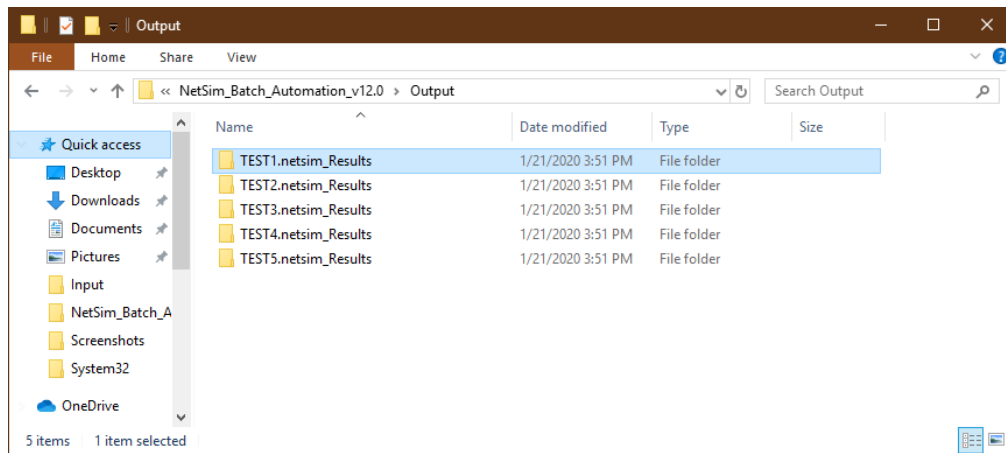 Output
File Home Share View
« NetSim_Batch_Automation_v12.0 > Output Search Output
Name Date modified Type Size
Quick access
Desktop
Downloads
Documents
Pictures
Input
NetSim_Batch_A
Screenshots
System32
OneDrive
TEST1.netsim_Results 1/21/2020 3:51 PM File folder
TEST2.netsim_Results 1/21/2020 3:51 PM File folder
TEST3.netsim_Results 1/21/2020 3:51 PM File folder
TEST4.netsim_Results 1/21/2020 3:51 PM File folder
TEST5.netsim_Results 1/21/2020 3:51 PM File folder
5 items 1 item selected